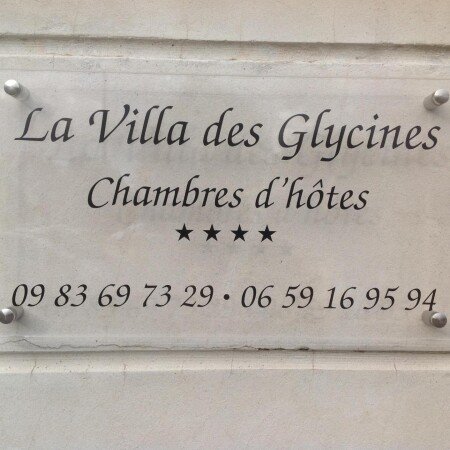 La Villa des Glycines
Chambres d'hôtes
★★★★
09 83 69 73 29 · 06 59 16 95 94